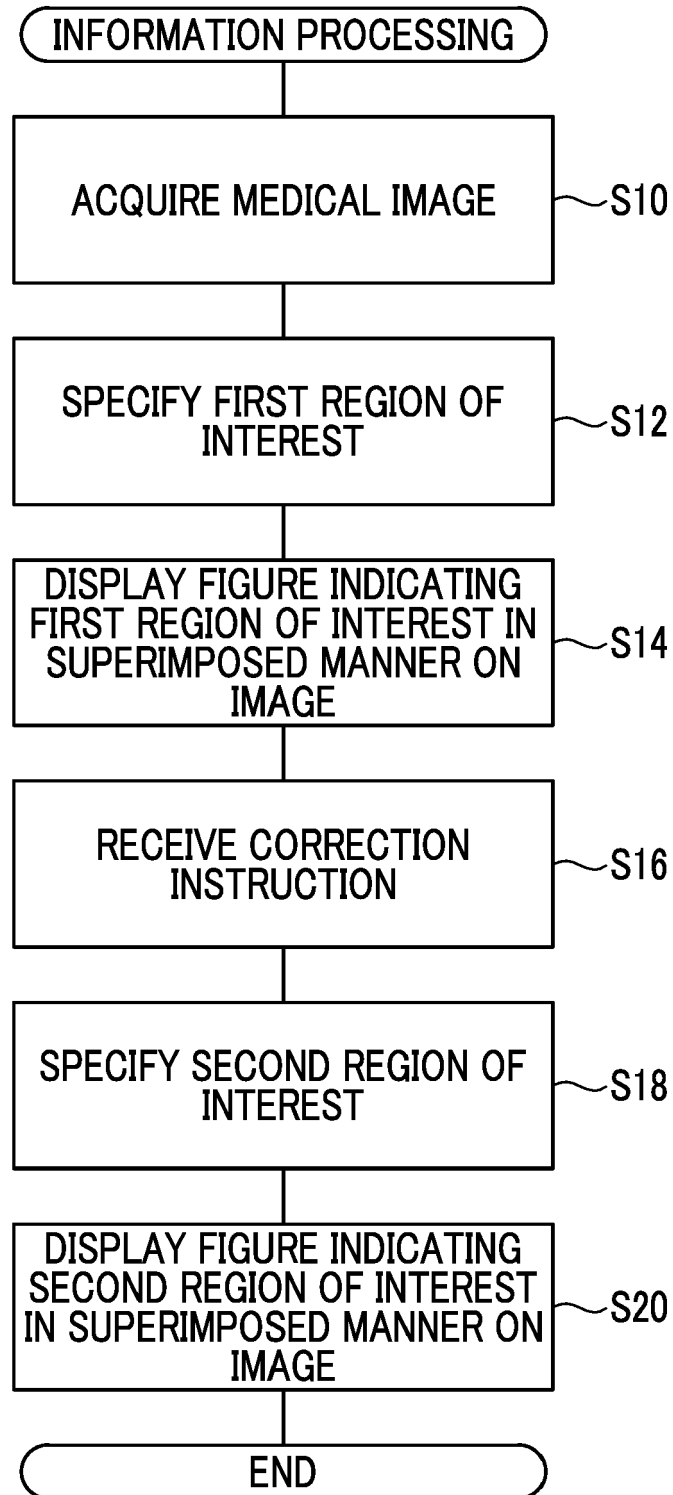 INFORMATION PROCESSING
ACQUIRE MEDICAL IMAGE
S10
SPECIFY FIRST REGION OF
INTEREST
S12
DISPLAY FIGURE INDICATING
FIRST REGION OF INTEREST IN
SUPERIMPOSED MANNER ON
IMAGE
S14
RECEIVE CORRECTION
INSTRUCTION
S16
SPECIFY SECOND REGION OF
INTEREST
S18
DISPLAY FIGURE INDICATING
SECOND REGION OF INTEREST
IN SUPERIMPOSED MANNER ON
IMAGE
S20
END